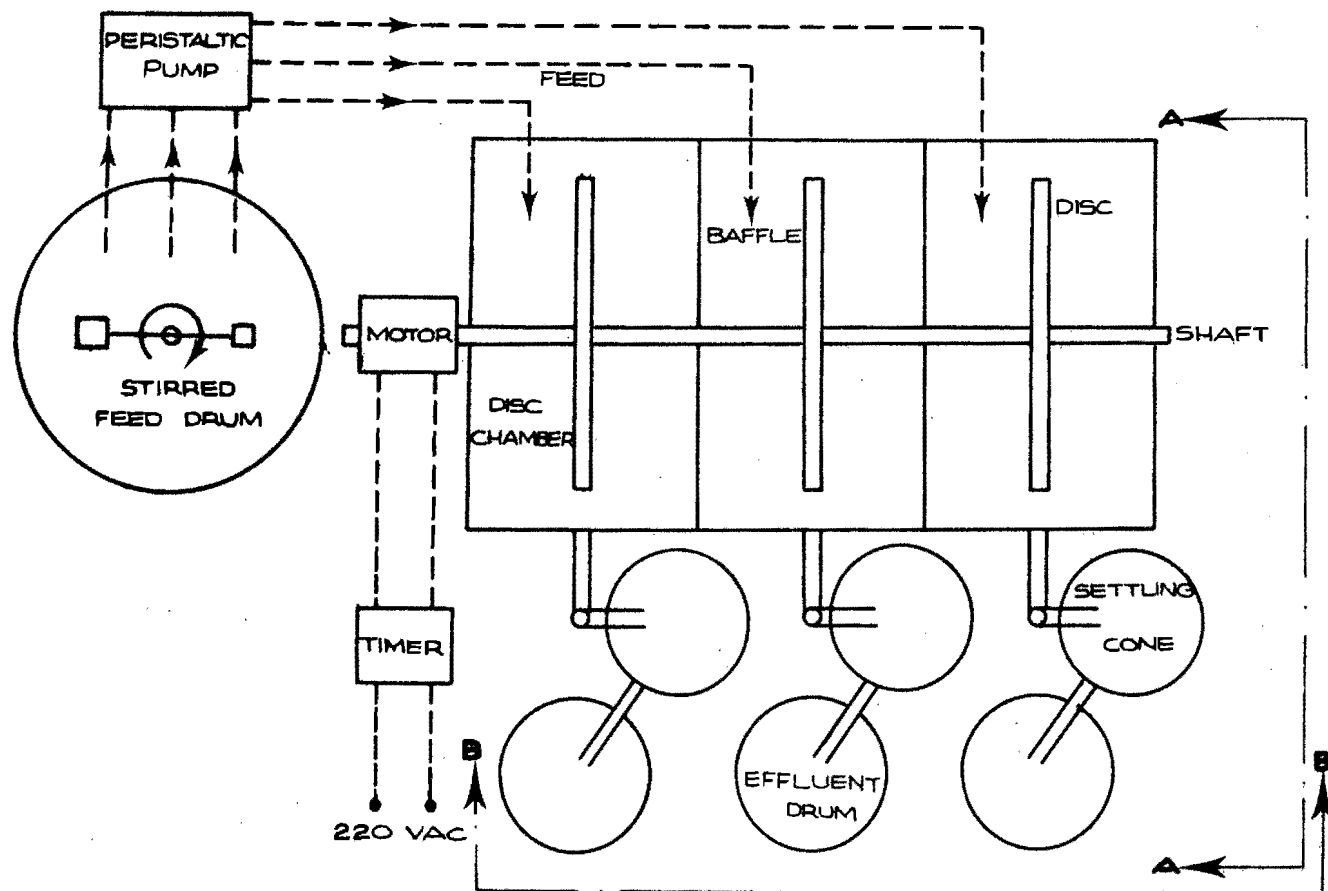 PERISTALTIC
PUMP
FEED
A
DISC
BAFFLE
MOTOR
SHAFT
STIRRED
FEED DRUM
DISC
CHAMBER
SETTLING
CONE
TIMER
B
B
EFFLUENT
DRUM
220 VAC
A